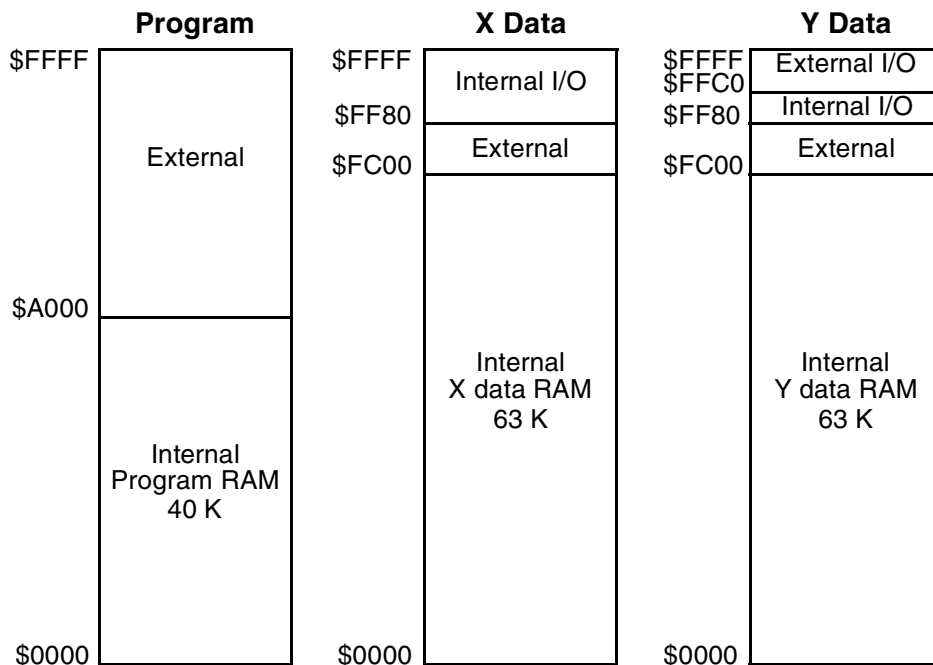 Program
$FFFF
External
$A000
Internal
Program RAM
40 K
$0000
X Data
$FFFF
Internal I/O
$FF80
External
$FC00
Internal
X data RAM
63 K
$0000
Y Data
$FFFF
External I/O
$FFC0
Internal I/O
$FF80
External
$FC00
Internal
Y data RAM
63 K
$0000